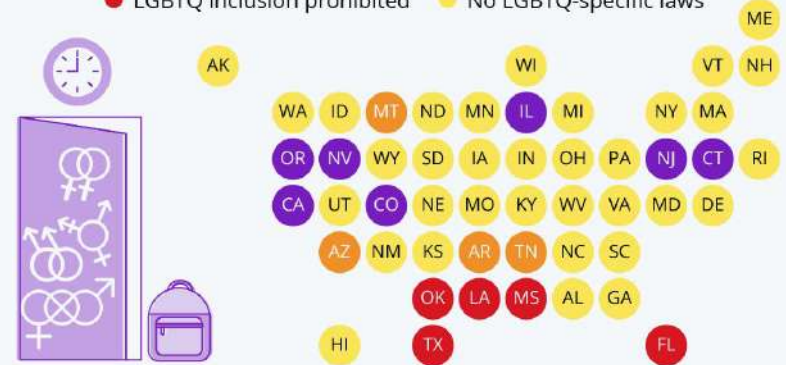 LGBTQ inclusion prohibited No LGBTQ-specific laws
ME
AK WI VT NH
WA ID MT ND MN IL MI NY MA
OR NV WY SD IA IN OH PA NJ CT RI
CA UT CO NE MO KY WV VA MD DE
AZ NM KS AR TN NC SC
OK LA MS AL GA
HI TX FL